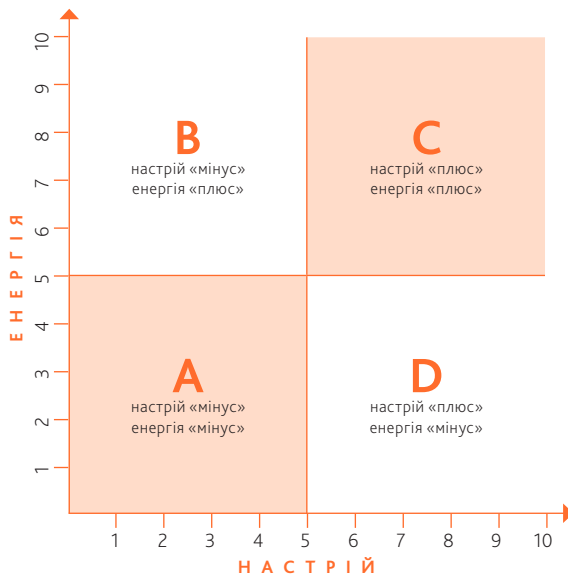 10
9
8
7
6
5
4
3
2
1
ЕНЕРГІЯ
B
настрій «мінус»
енергія «плюс»
C
настрій «плюс»
енергія «плюс»
A
настрій «мінус»
енергія «мінус»
D
настрій «плюс»
енергія «мінус»
1 2 3 4 5 6 7 8 9 10
НАСТРІЙ